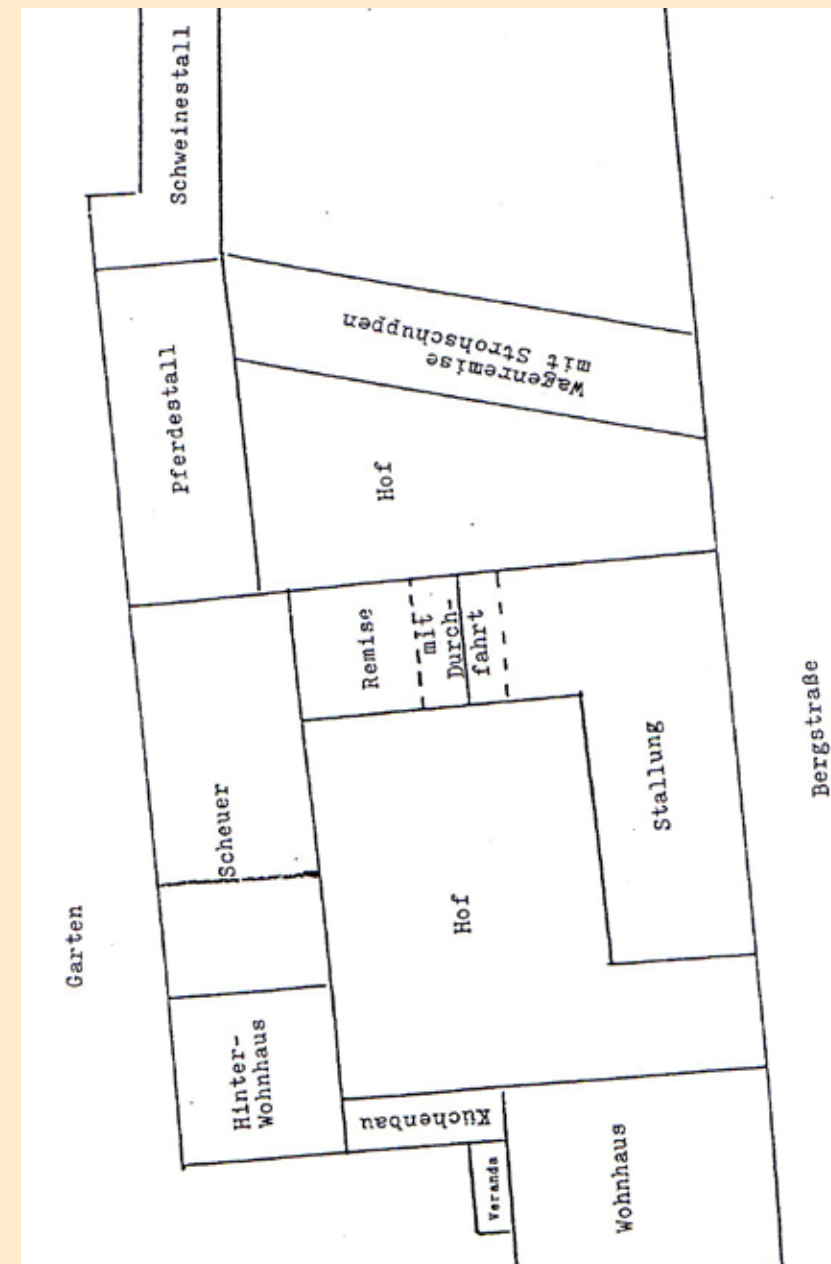 Schweinestall
Pferdestall
Wagenremise
mit Strohschuppen
Hof
Remise
mit
Durch-
fahrt
Scheuer
Stallung
Bergstraße
Hof
Garten
Hinter-
Wohnhaus
Küchenbau
Veranda
Wohnhaus